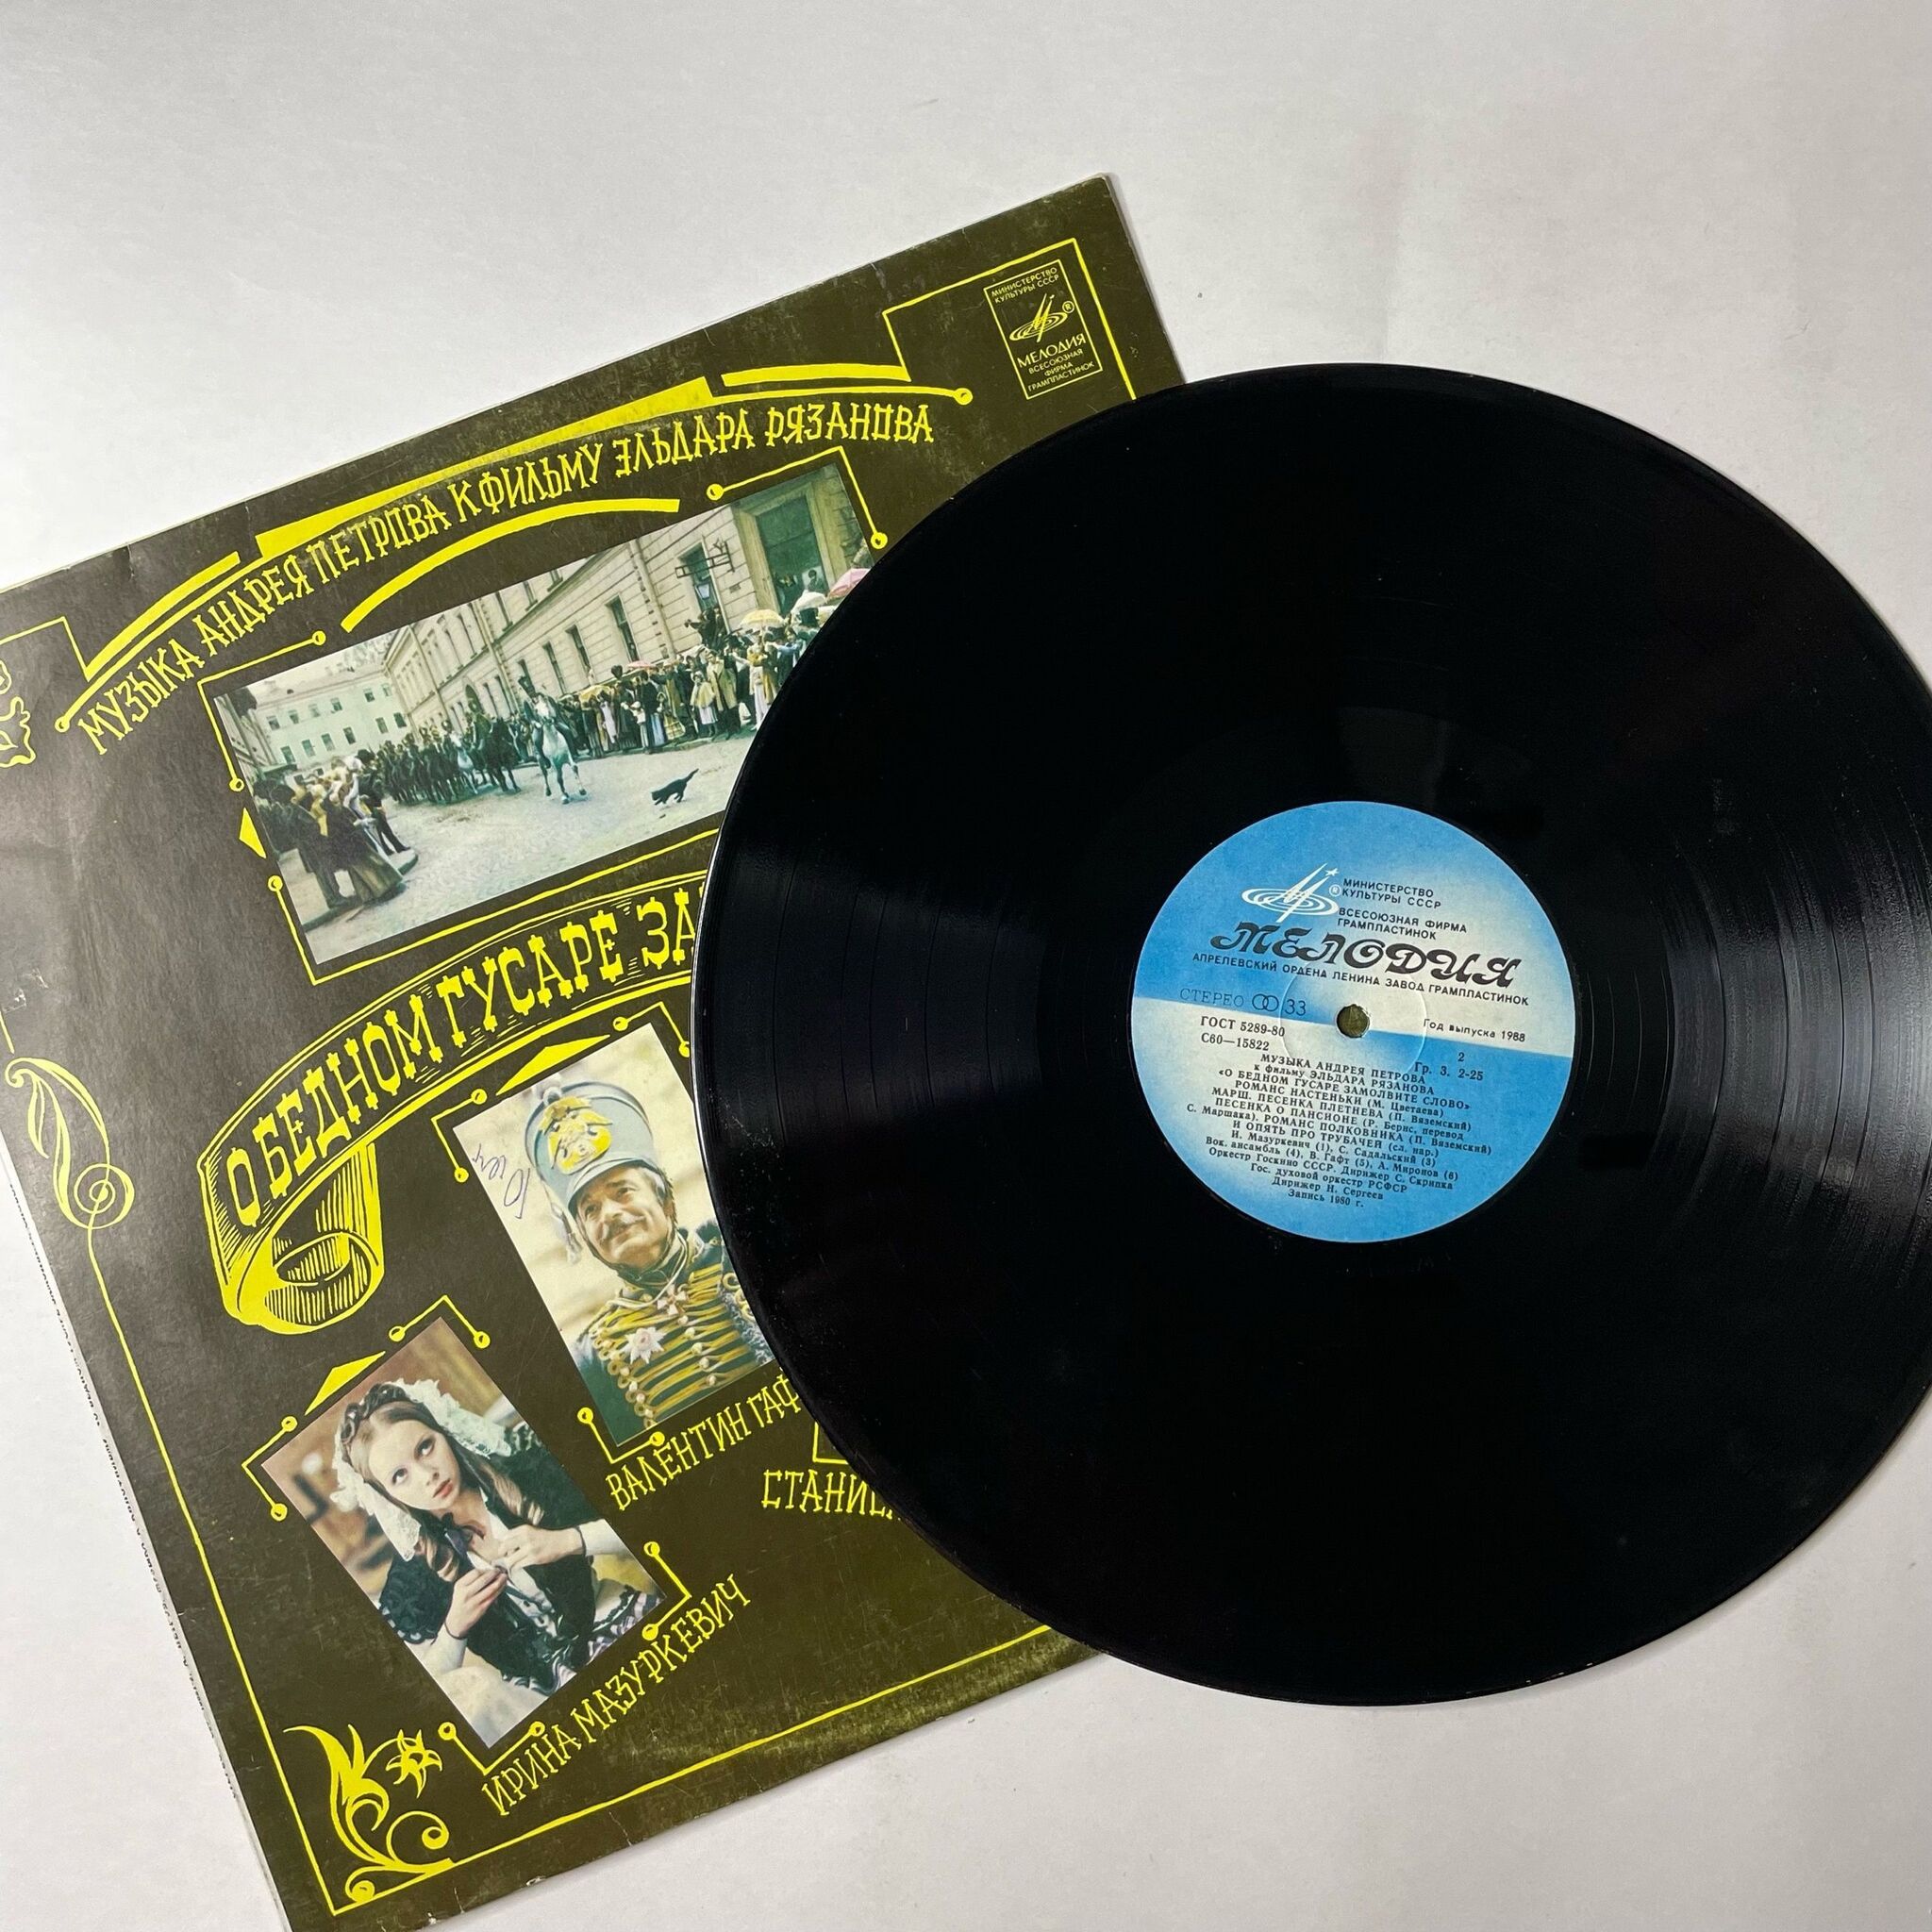 МИНИСТЕРСТВО
КУЛЬТУРЫ СССР
МЕЛОДИЯ
ВСЕСОЮЗНАЯ
ФИРМА
ГРАМПЛАСТИНОК
МУЗЫКА АНДРЕЯ ПЕТРОВА К ФИЛЬМУ ЭЛЬДАРА РЯЗАНОВА
О БЕДНОМ ГУСАРЕ ЗА
ВАЛЕНТИН ГАФ
СТАНИСЛ
ИРИНА МАЗУРКЕВИЧ
МИНИСТЕРСТВО
КУЛЬТУРЫ СССР
ВСЕСОЮЗНАЯ ФИРМА
ГРАМПЛАСТИНОК
МЕЛОДИЯ
АПРЕЛЕВСКИЙ ОРДЕНА ЛЕНИНА ЗАВОД ГРАМПЛАСТИНОК
СТЕРЕО 33
ГОСТ 5289-80
Год выпуска 1988
С60—15822
2
Гр. 3. 2-25
МУЗЫКА АНДРЕЯ ПЕТРОВА
к фильму ЭЛЬДАРА РЯЗАНОВА
«О БЕДНОМ ГУСАРЕ ЗАМОЛВИТЕ СЛОВО»
РОМАНС НАСТЕНЬКИ (М. Цветаева)
МАРШ. ПЕСЕНКА ПЛЕТНЕВА (П. Вяземский)
ПЕСЕНКА О ПАНСИОНЕ (Р. Бернс, перевод
С. Маршака). РОМАНС ПОЛКОВНИКА (П. Вяземский)
И ОПЯТЬ ПРО ТРУБАЧЕЙ (сл. нар.)
И. Мазуркевич (1), С. Садальский (3)
Вок. ансамбль (4), В. Гафт (5), А. Миронов (6)
Оркестр Госкино СССР. Дирижер С. Скрипка
Гос. духовой оркестр РСФСР
Дирижер Н. Сергеев
Запись 1980 г.